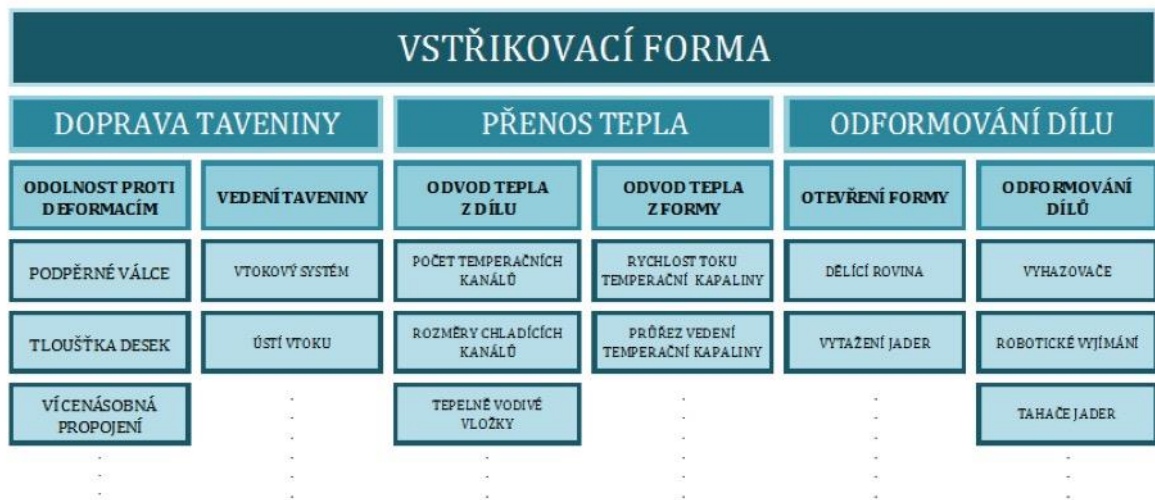 VSTŘIKOVACÍ FORMA
DOPRAVA TAVENINY
PŘENOS TEPLA
ODFORMOVÁNÍ DÍLU
ODOLNOST PROTI
DEFORMACÍM
VEDENÍ TAVENINY
ODVOD TEPLA
Z DÍLU
ODVOD TEPLA
Z FORMY
OTEVŘENÍ FORMY
ODFORMOVÁNÍ
DÍLŮ
PODPĚRNÉ VÁLCE
VTOKOVÝ SYSTÉM
POČET TEMPERAČNÍCH
KANÁLŮ
RYCHLOST TOKU
TEMPERAČNÍ KAPALINY
DĚLÍCÍ ROVINA
VYHAZOVAČE
TLOUŠŤKA DESEK
ÚSTÍ VTOKU
ROZMĚRY CHLADÍCÍCH
KANÁLŮ
PRŮŘEZ VEDENÍ
TEMPERAČNÍ KAPALINY
VYTAŽENÍ JADER
ROBOTICKÉ VYJÍMÁNÍ
VÍCENÁSOBNÁ
PROPOJENÍ
TEPELNĚ VODIVÉ
VLOŽKY
TAHAČE JADER